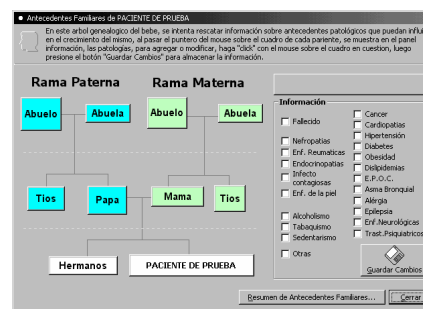 Antecedentes Familiares de PACIENTE DE PRUEBA
En este arbol genealogico del bebe, se intenta rescatar información sobre antecedentes patológicos que puedan influi
en el crecimiento del mismo, al pasar el puntero del mouse sobre el cuadro de cada pariente, se muestra en el panel
información, las patologías, para agregar o modificar, haga "click" con el mouse sobre el cuadro en cuestion, luego
presione el botón "Guardar Cambios" para almacenar la información.
Rama Paterna
Rama Materna
Abuelo
Abuela
Abuelo
Abuela
Tios
Papa
Mama
Tios
Hermanos
PACIENTE DE PRUEBA
Información
Fallecido
Nefropatias
Enf. Reumaticas
Endocrinopatias
Infecto
contagiosas
Enf. de la piel
Alcoholismo
Tabaquismo
Sedentarismo
Otras
Cancer
Cardiopatias
Hipertensión
Diabetes
Obesidad
Dislipidemias
E.P.O.C.
Asma Bronquial
Alérgia
Epilepsia
Enf.Neurológicas
Trast.Psiquiatricos
Guardar Cambios
Resumen de Antecedentes Familiares...
Cerrar